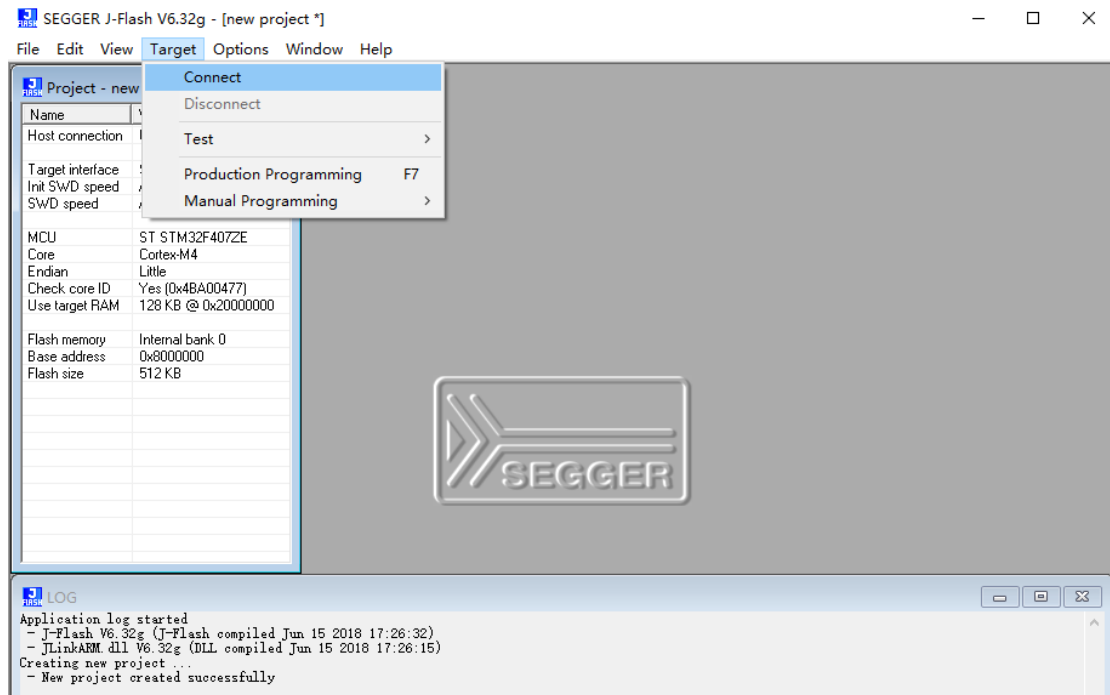 SEGGER J-Flash V6.32g - [new project *]
File Edit View Target Options Window Help
Connect
Disconnect
Test
Production Programming F7
Manual Programming
Project - new
Name
Host connection
Target interface
Init SWD speed
SWD speed
MCU ST STM32F407ZE
Core Cortex-M4
Endian Little
Check core ID Yes (0x4BA00477)
Use target RAM 128 KB @ 0x20000000
Flash memory Internal bank 0
Base address 0x8000000
Flash size 512 KB
SEGGER
LOG
Application log started
- J-Flash V6.32g (J-Flash compiled Jun 15 2018 17:26:32)
- JLinkARM.dll V6.32g (DLL compiled Jun 15 2018 17:26:15)
Creating new project ...
- New project created successfully